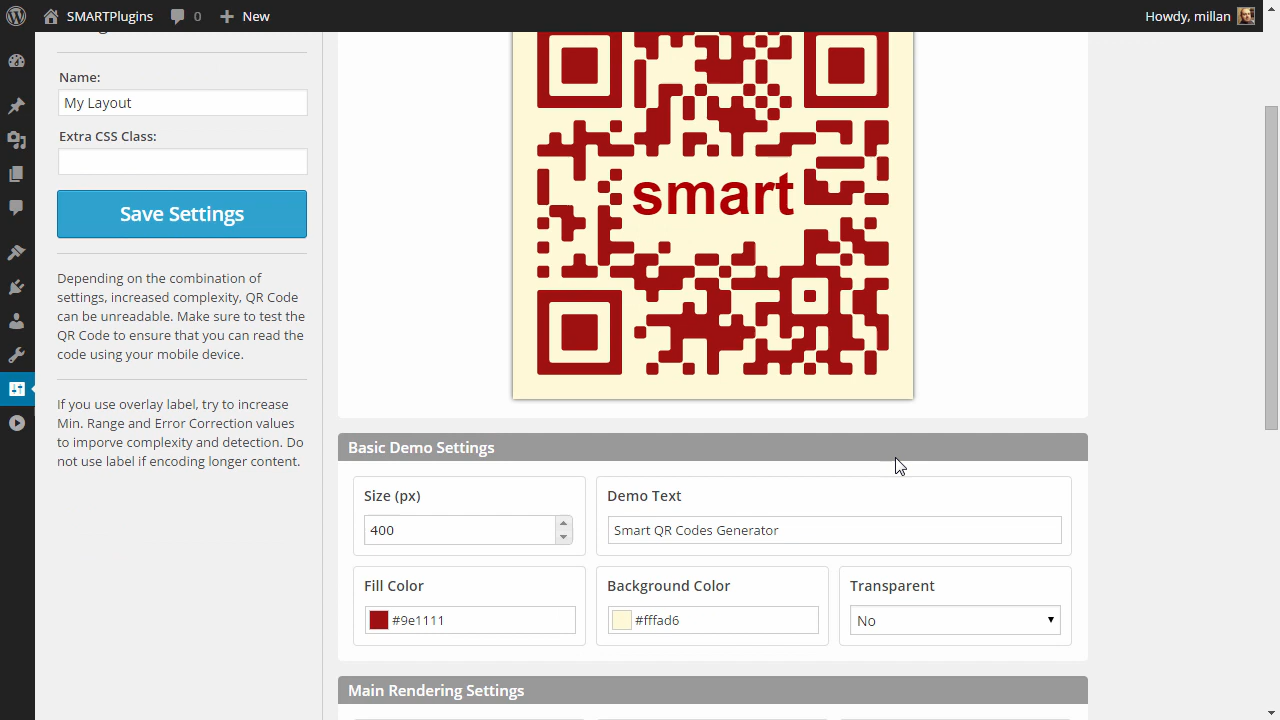 SMARTPlugins 0 New Howdy, millan
Name:
My Layout
Extra CSS Class:
Save Settings
Depending on the combination of
settings, increased complexity, QR Code
can be unreadable. Make sure to test the
QR Code to ensure that you can read the
code using your mobile device.
If you use overlay label, try to increase
Min. Range and Error Correction values
to imporve complexity and detection. Do
not use label if encoding longer content.
smart
Basic Demo Settings
Size (px)
400
Demo Text
Smart QR Codes Generator
Fill Color
#9e1111
Background Color
#fffad6
Transparent
No
Main Rendering Settings